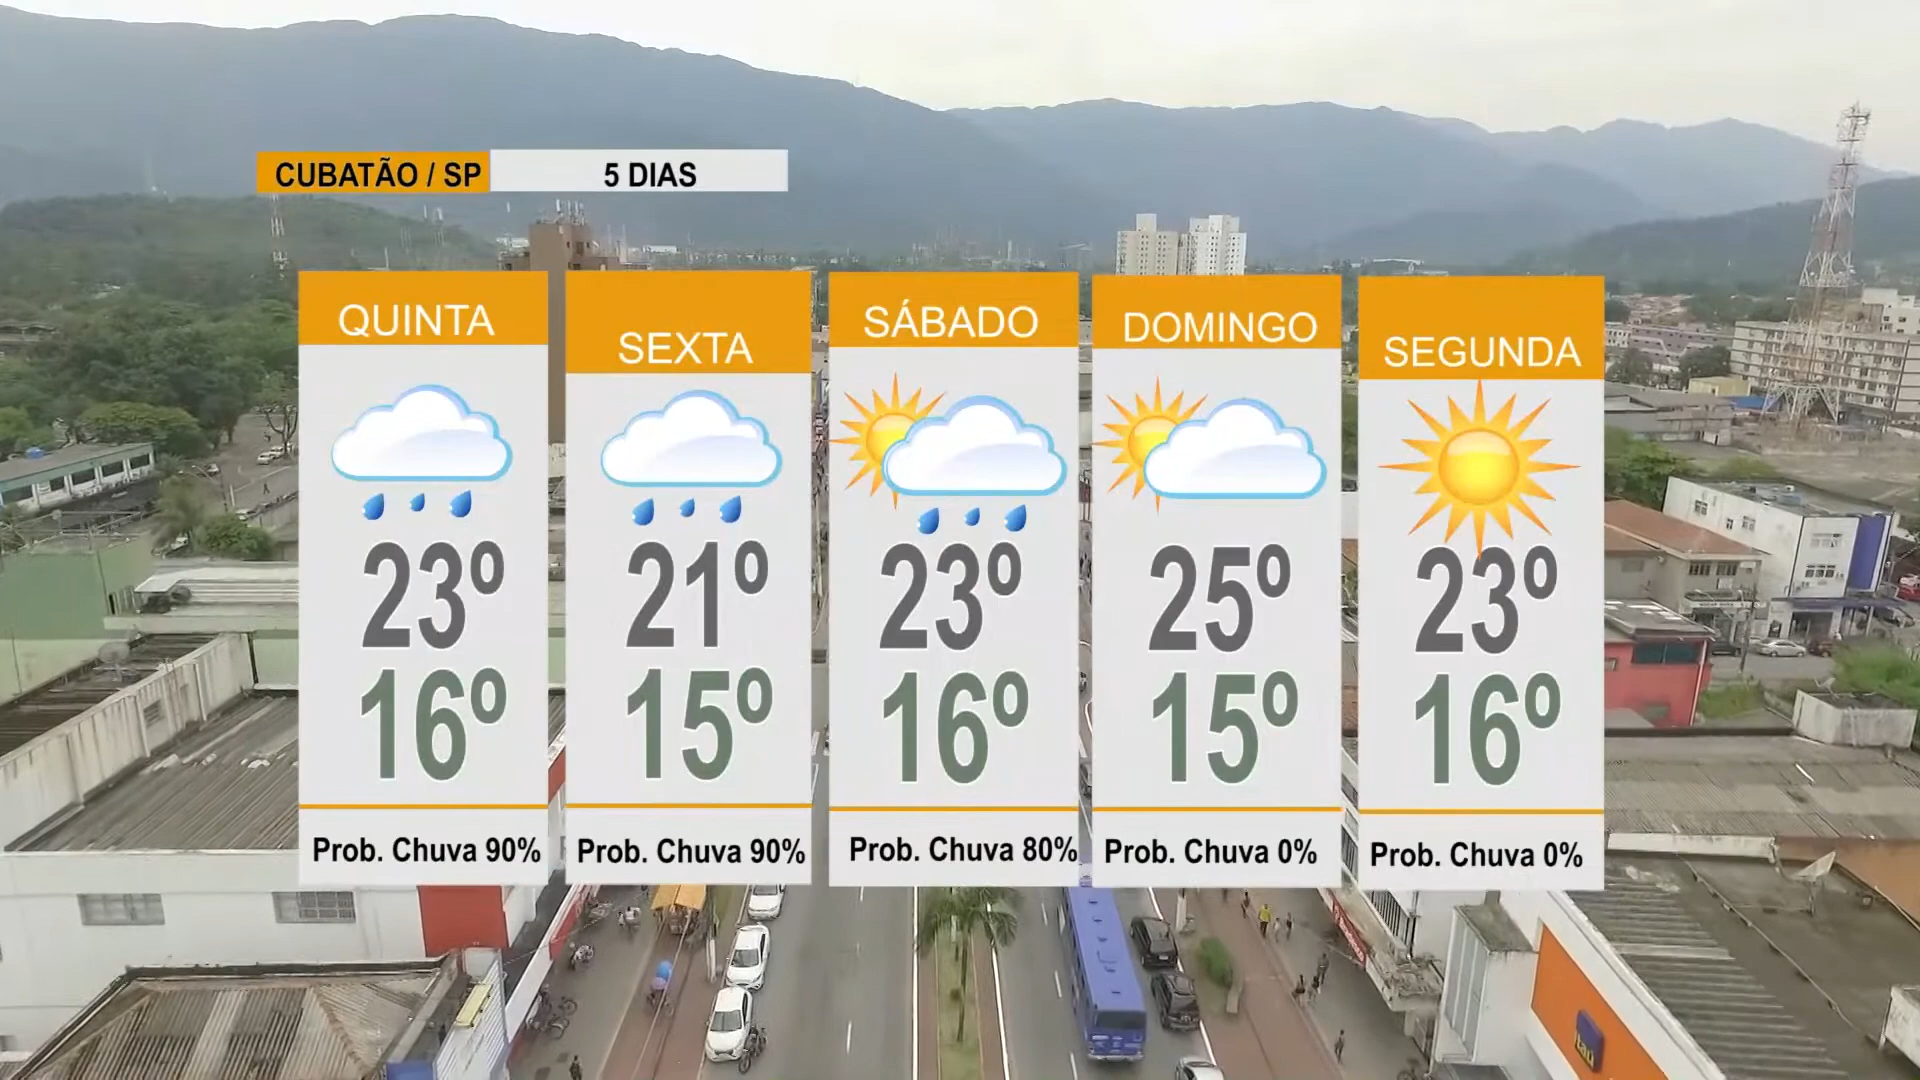 CUBATÃO / SP
5 DIAS
QUINTA
23º
16º
Prob. Chuva 90%
SEXTA
21º
15º
Prob. Chuva 90%
SÁBADO
23º
16º
Prob. Chuva 80%
DOMINGO
25º
15º
Prob. Chuva 0%
SEGUNDA
23º
16º
Prob. Chuva 0%
itaú